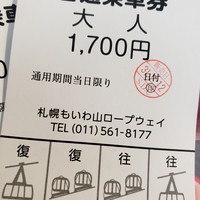 乗車券
大人
1,700円
通用期間当日限り
日付
札幌もいわ山ロープウェイ
TEL (011)561-8177
復 復 往 往